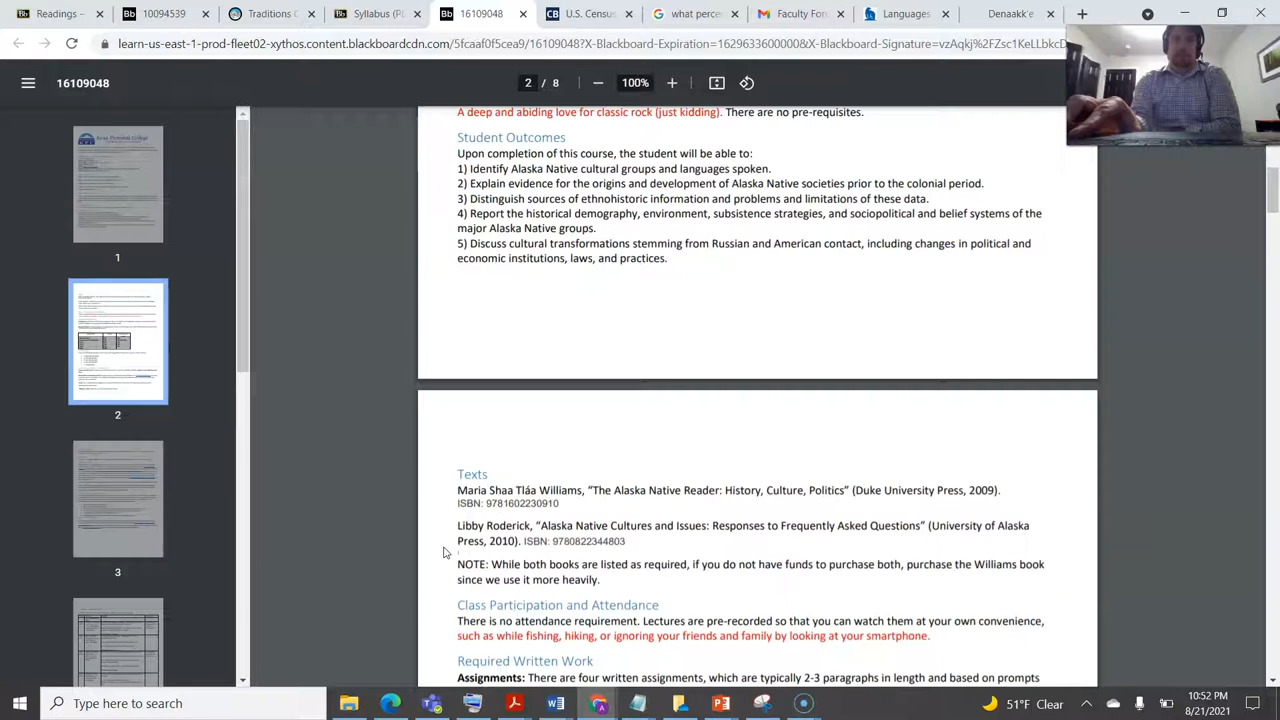 Readings –
10094539
Traditions C
Syllabus (P
16109048
U.S. Census
what perce
Faculty For
Languages
Denaakk'e
learn-us-east-1-prod-fleet02-xythos.content.blackboardcdn.com/5fcaaf0f5cea9/16109048?X-Blackboard-Expiration=1629633600000&X-Blackboard-Signature=vzAqkj%2FZsc1KeLLbkcD
16109048
2 / 8
100%
A deep and abiding love for classic rock (just kidding). There are no pre-requisites.
Student Outcomes
Upon completion of this course, the student will be able to:
1) Identify Alaska Native cultural groups and languages spoken.
2) Explain evidence for the origins and development of Alaska Native societies prior to the colonial period.
3) Distinguish sources of ethnohistoric information and problems and limitations of these data.
4) Report the historical demography, environment, subsistence strategies, and sociopolitical and belief systems of the
major Alaska Native groups.
5) Discuss cultural transformations stemming from Russian and American contact, including changes in political and
economic institutions, laws, and practices.
1
2
3
Texts
Maria Shaa Tláa Williams, “The Alaska Native Reader: History, Culture, Politics” (Duke University Press, 2009).
ISBN: 9781602230910
Libby Roderick, “Alaska Native Cultures and Issues: Responses to Frequently Asked Questions” (University of Alaska
Press, 2010). ISBN: 9780822344803
NOTE: While both books are listed as required, if you do not have funds to purchase both, purchase the Williams book
since we use it more heavily.
Class Participation and Attendance
There is no attendance requirement. Lectures are pre-recorded so that you can watch them at your own convenience,
such as while fishing, hiking, or ignoring your friends and family by looking at your smartphone.
Required Written Work
Assignments: There are four written assignments, which are typically 2-3 paragraphs in length and based on prompts
Type here to search
51°F Clear
10:52 PM
8/21/2021